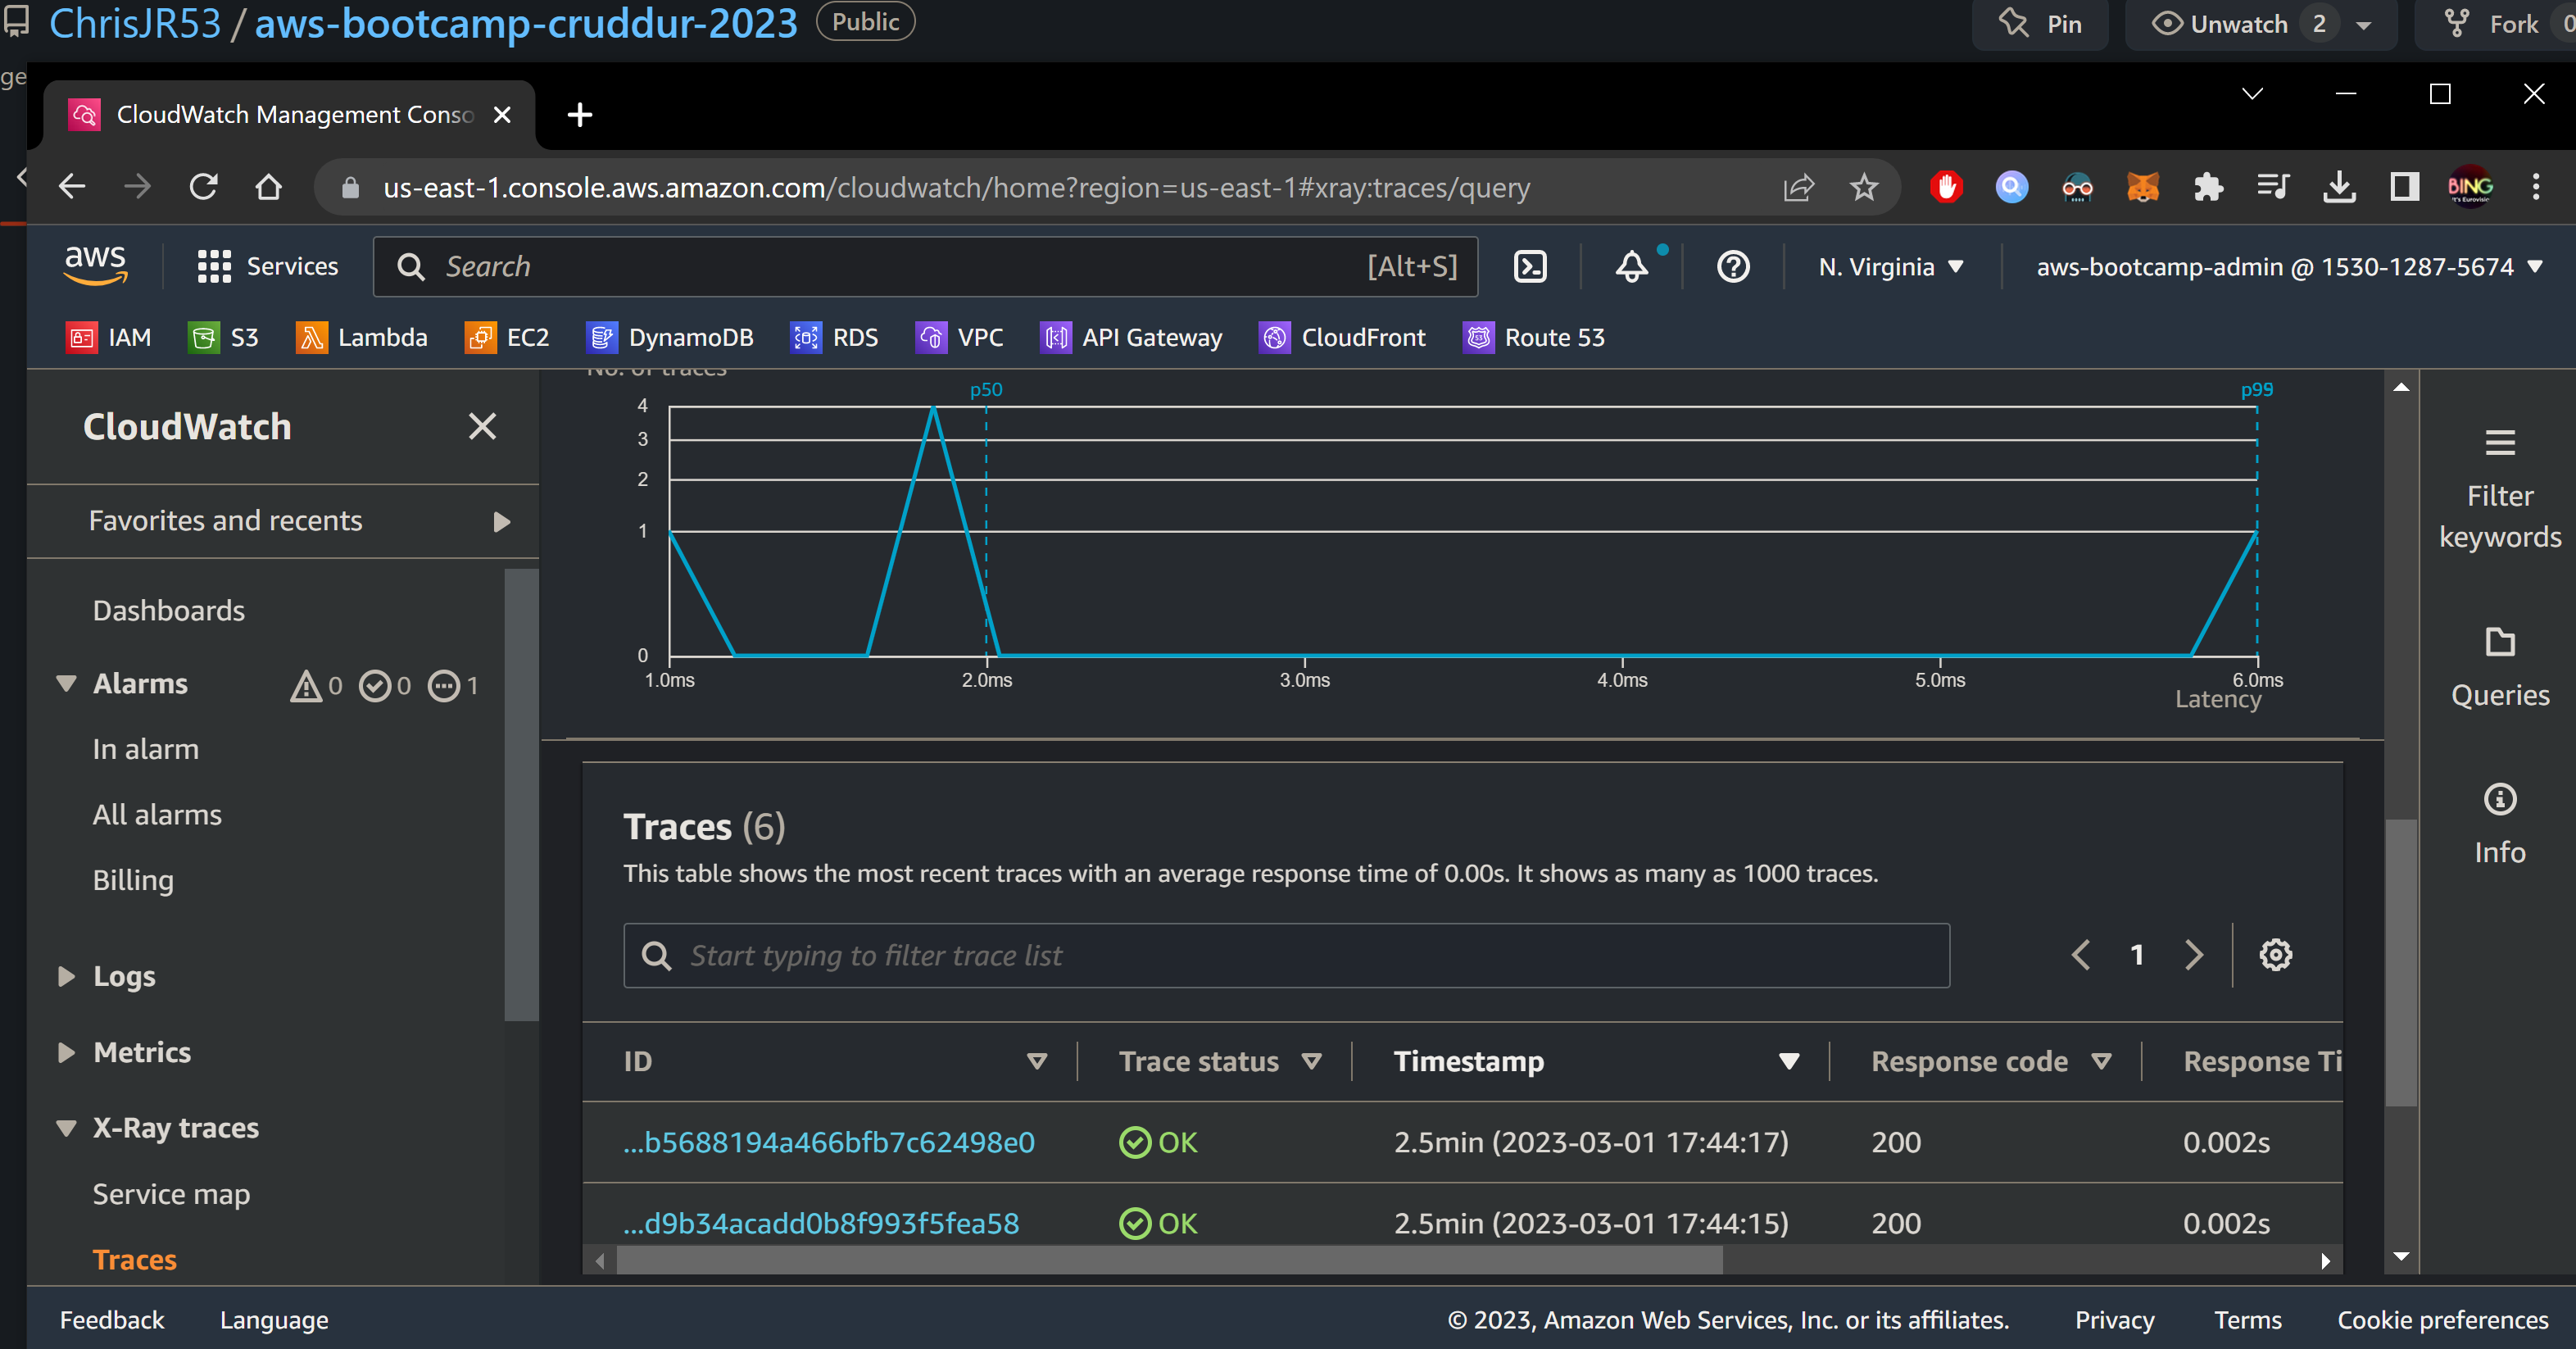 ChrisJR53 / aws-bootcamp-cruddur-2023 Public Pin Unwatch 2 Fork
ge
CloudWatch Management Conso
us-east-1.console.aws.amazon.com/cloudwatch/home?region=us-east-1#xray:traces/query
BING
aws Services Search [Alt+S] N. Virginia aws-bootcamp-admin @ 1530-1287-5674
IAM S3 Lambda EC2 DynamoDB RDS VPC API Gateway CloudFront Route 53
CloudWatch
Favorites and recents
Dashboards
Alarms 0 0 1
In alarm
All alarms
Billing
Logs
Metrics
X-Ray traces
Service map
Traces
No. of traces
p50 p99
4
3
2
1
0
1.0ms 2.0ms 3.0ms 4.0ms 5.0ms 6.0ms
Latency
Traces (6)
This table shows the most recent traces with an average response time of 0.00s. It shows as many as 1000 traces.
Start typing to filter trace list 1
ID Trace status Timestamp Response code Response Ti
...b5688194a466bfb7c62498e0 OK 2.5min (2023-03-01 17:44:17) 200 0.002s
...d9b34acadd0b8f993f5fea58 OK 2.5min (2023-03-01 17:44:15) 200 0.002s
Filter
keywords
Queries
Info
Feedback Language © 2023, Amazon Web Services, Inc. or its affiliates. Privacy Terms Cookie preferences